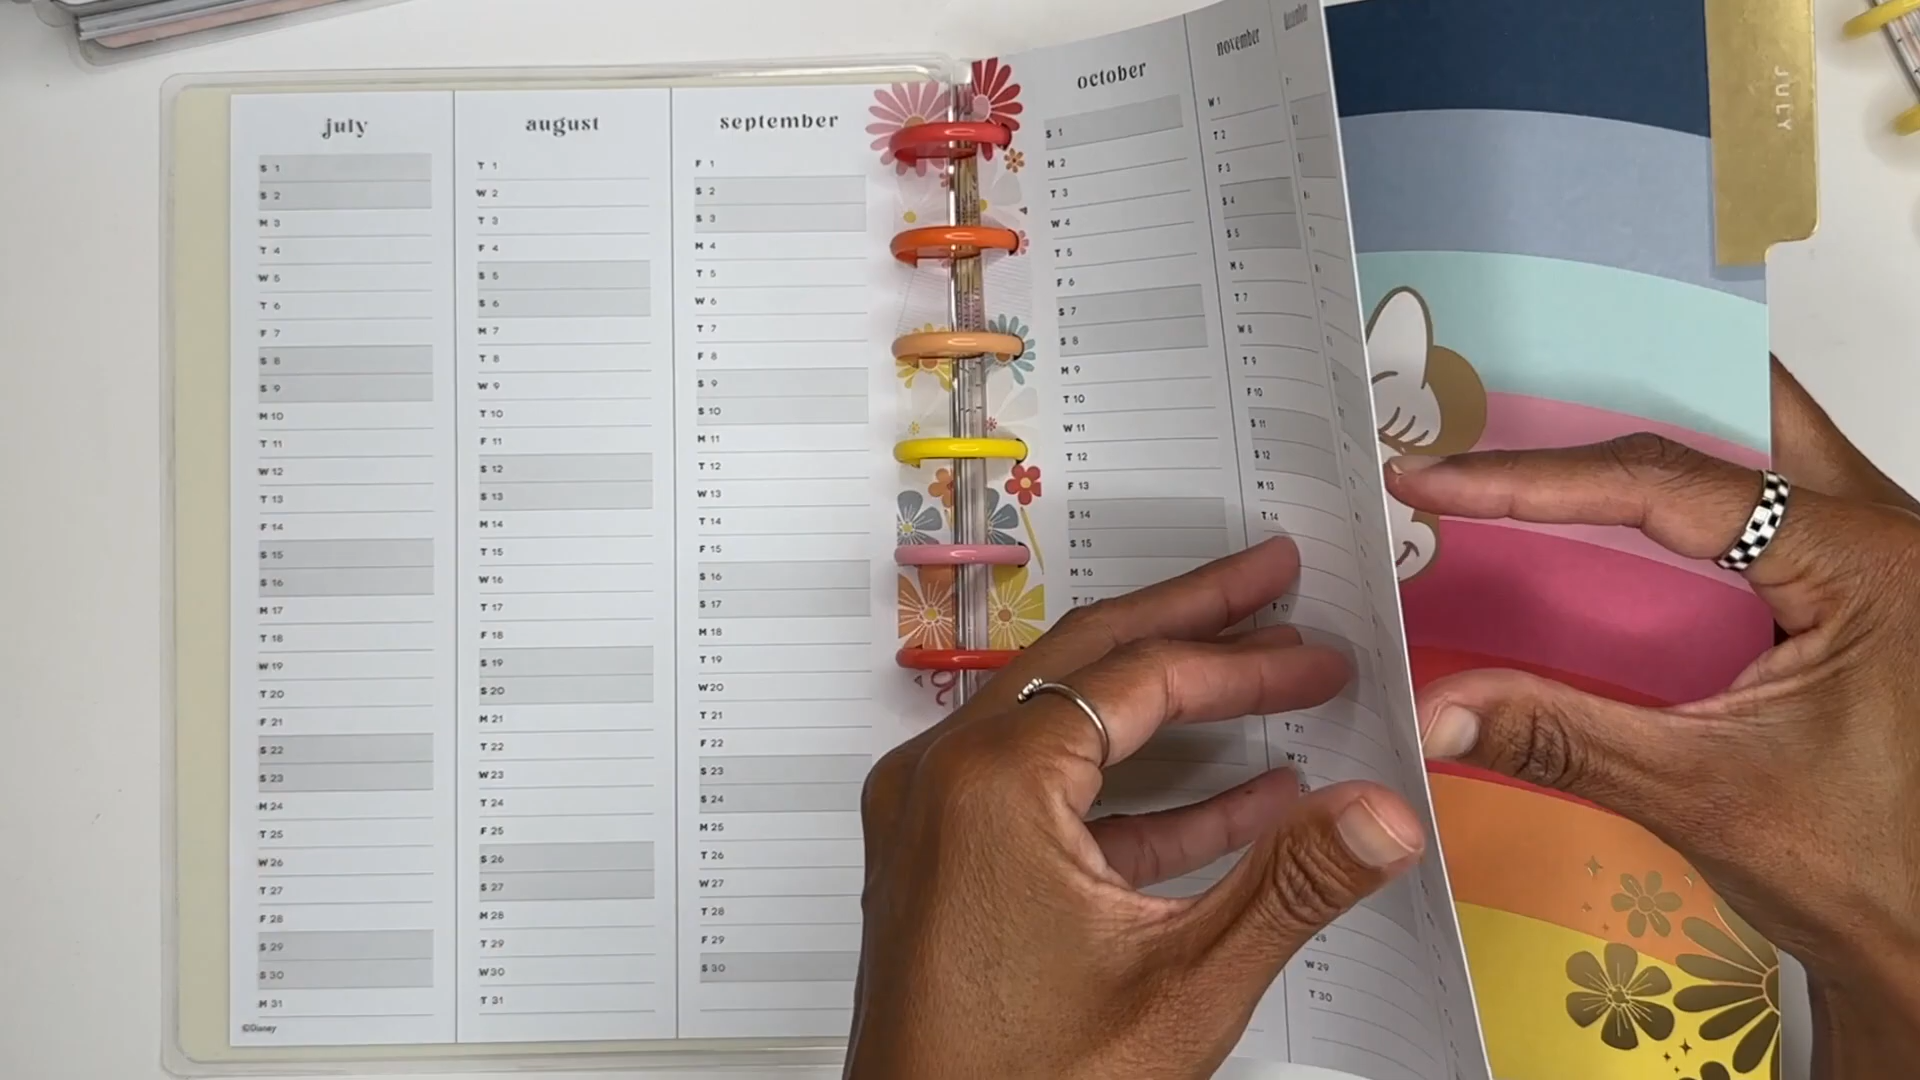 july
S 1
S 2
M 3
T 4
W 5
T 6
F 7
S 8
S 9
M 10
T 11
W 12
T 13
F 14
S 15
S 16
M 17
T 18
W 19
T 20
F 21
S 22
S 23
M 24
T 25
W 26
T 27
F 28
S 29
S 30
M 31
©Disney
august
T 1
W 2
T 3
F 4
S 5
S 6
M 7
T 8
W 9
T 10
F 11
S 12
S 13
M 14
T 15
W 16
T 17
F 18
S 19
S 20
M 21
T 22
W 23
T 24
F 25
S 26
S 27
M 28
T 29
W 30
T 31
september
F 1
S 2
S 3
M 4
T 5
W 6
T 7
F 8
S 9
S 10
M 11
T 12
W 13
T 14
F 15
S 16
S 17
M 18
T 19
W 20
T 21
F 22
S 23
S 24
M 25
T 26
W 27
T 28
F 29
S 30
october
S 1
M 2
T 3
W 4
T 5
F 6
S 7
S 8
M 9
T 10
W 11
T 12
F 13
S 14
S 15
M 16
T 17
november
W 1
T 2
F 3
S 4
S 5
M 6
T 7
W 8
T 9
F 10
S 11
S 12
M 13
T 14
F 17
T 21
W 22
28
W 29
T 30
december
JULY